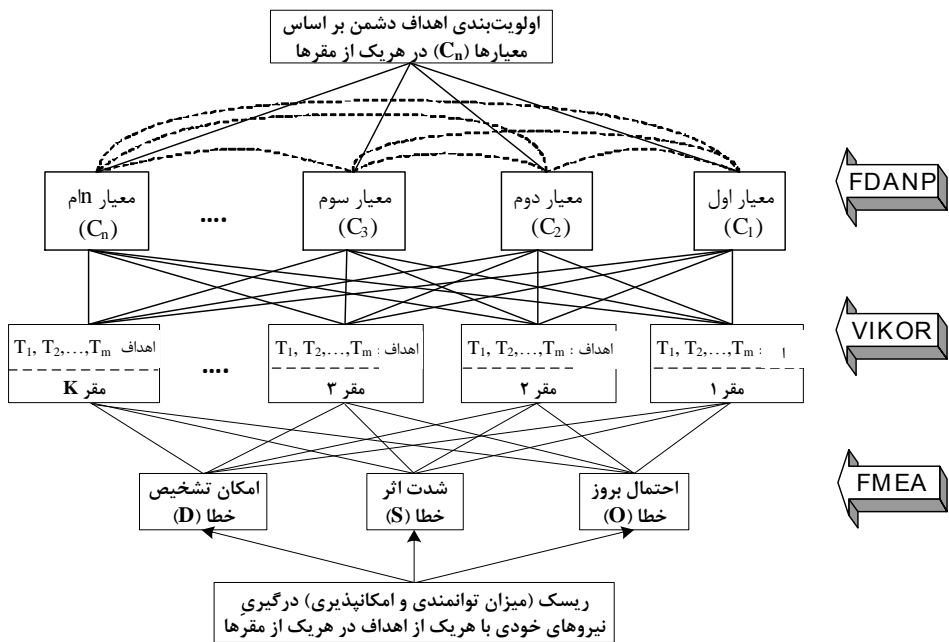 اولویت‌بندی اهداف دشمن بر اساس
معیارها (Cn) در هریک از مقرها
معیار اول
(C1)
معیار دوم
(C2)
معیار سوم
(C3)
....
معیار nام
(Cn)
FDANP
T1, T2,…,Tm : ا
مقر ۱
اهداف : T1, T2,…,Tm
مقر ۲
اهداف : T1, T2,…,Tm
مقر ۳
....
اهداف T1, T2,…,Tm
مقر K
VIKOR
احتمال بروز
خطا (O)
شدت اثر
خطا (S)
امکان تشخیص
خطا (D)
FMEA
ریسک (میزان توانمندی و امکانپذیری) درگیریِ
نیروهای خودی با هریک از اهداف در هریک از مقرها